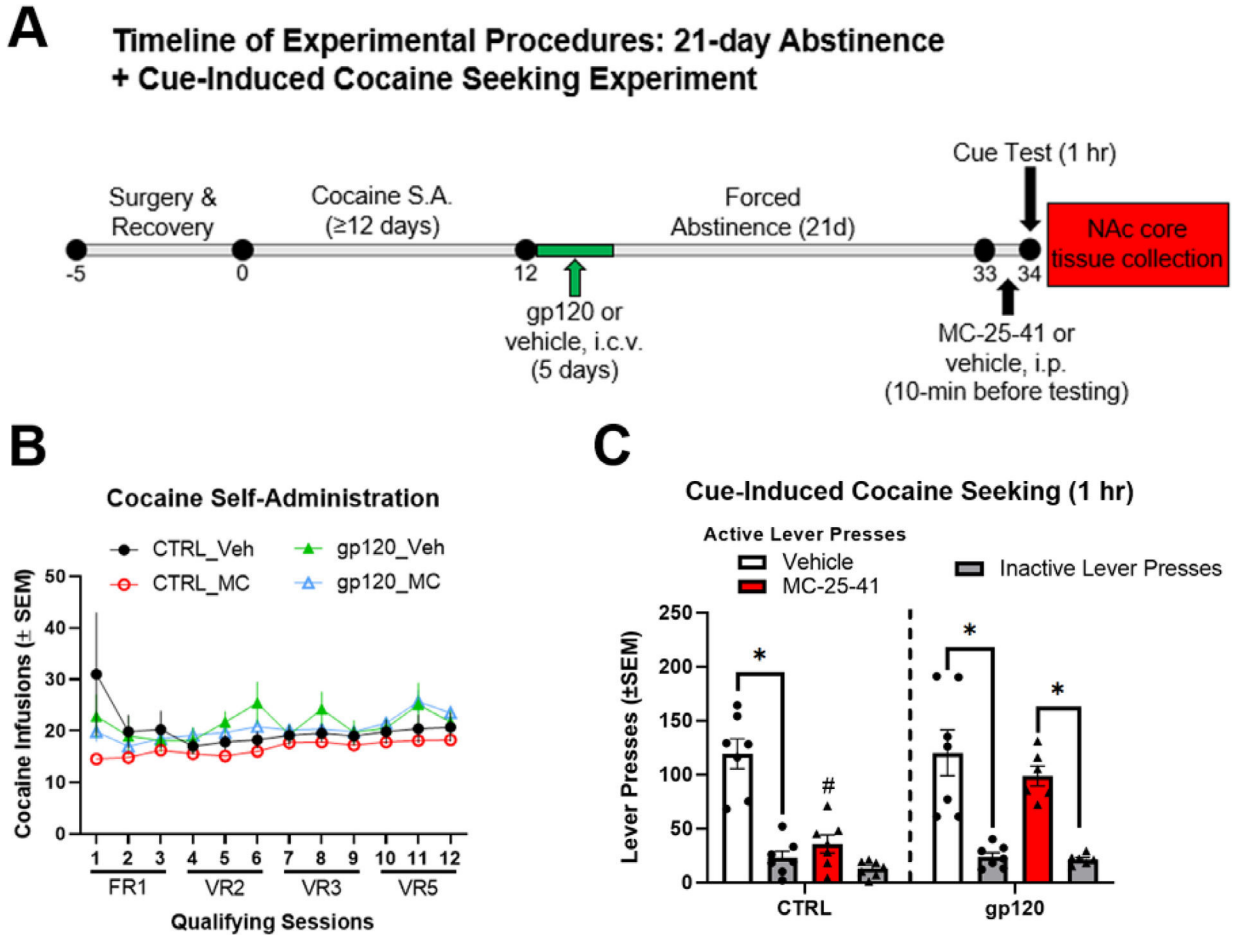 A
Timeline of Experimental Procedures: 21-day Abstinence
+ Cue-Induced Cocaine Seeking Experiment
Cue Test (1 hr)
Surgery &
Recovery
Cocaine S.A.
(≥12 days)
Forced
Abstinence (21d)
NAc core
tissue collection
-5
0
12
33
34
gp120 or
vehicle, i.c.v.
(5 days)
MC-25-41 or
vehicle, i.p.
(10-min before testing)
B
Cocaine Self-Administration
CTRL_Veh
gp120_Veh
CTRL_MC
gp120_MC
Cocaine Infusions (± SEM)
50
40
30
20
10
0
1 2 3 4 5 6 7 8 9 10 11 12
FR1 VR2 VR3 VR5
Qualifying Sessions
C
Cue-Induced Cocaine Seeking (1 hr)
Active Lever Presses
Vehicle
MC-25-41
Inactive Lever Presses
Lever Presses (±SEM)
250
200
150
100
50
0
*
#
*
*
CTRL
gp120